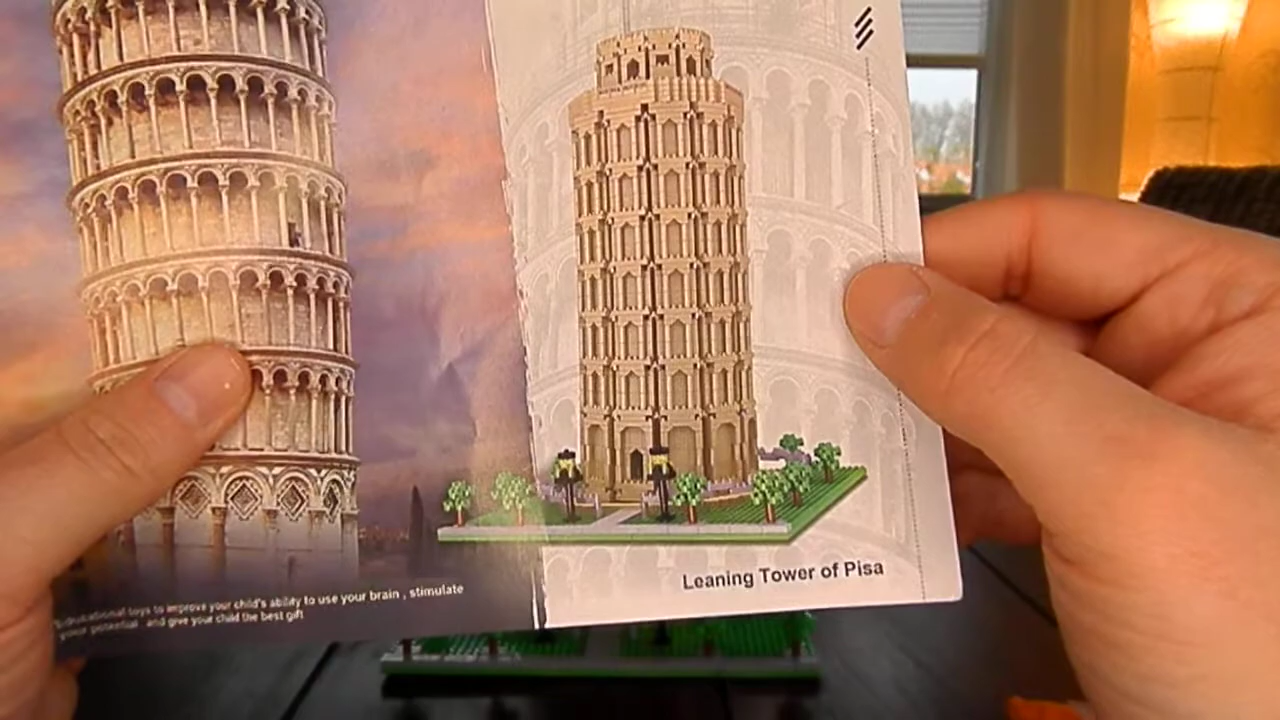 Educational toys to improve your child's ability to use your brain , stimulate
your potential and give your child the best gift
Leaning Tower of Pisa